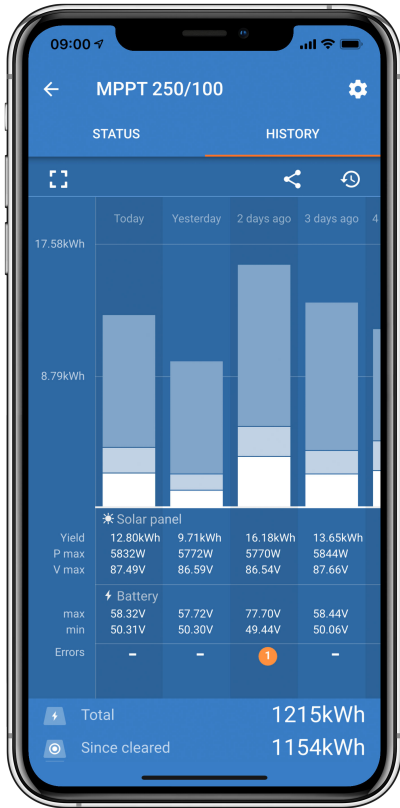 09:00
MPPT 250/100
STATUS HISTORY
Today Yesterday 2 days ago 3 days ago 4
17.58kWh
8.79kWh
Solar panel
Yield 12.80kWh 9.71kWh 16.18kWh 13.65kWh
P max 5832W 5772W 5770W 5844W
V max 87.49V 86.59V 86.54V 87.66V
Battery
max 58.32V 57.72V 77.70V 58.44V
min 50.31V 50.30V 49.44V 50.06V
Errors – – 1 –
Total 1215kWh
Since cleared 1154kWh